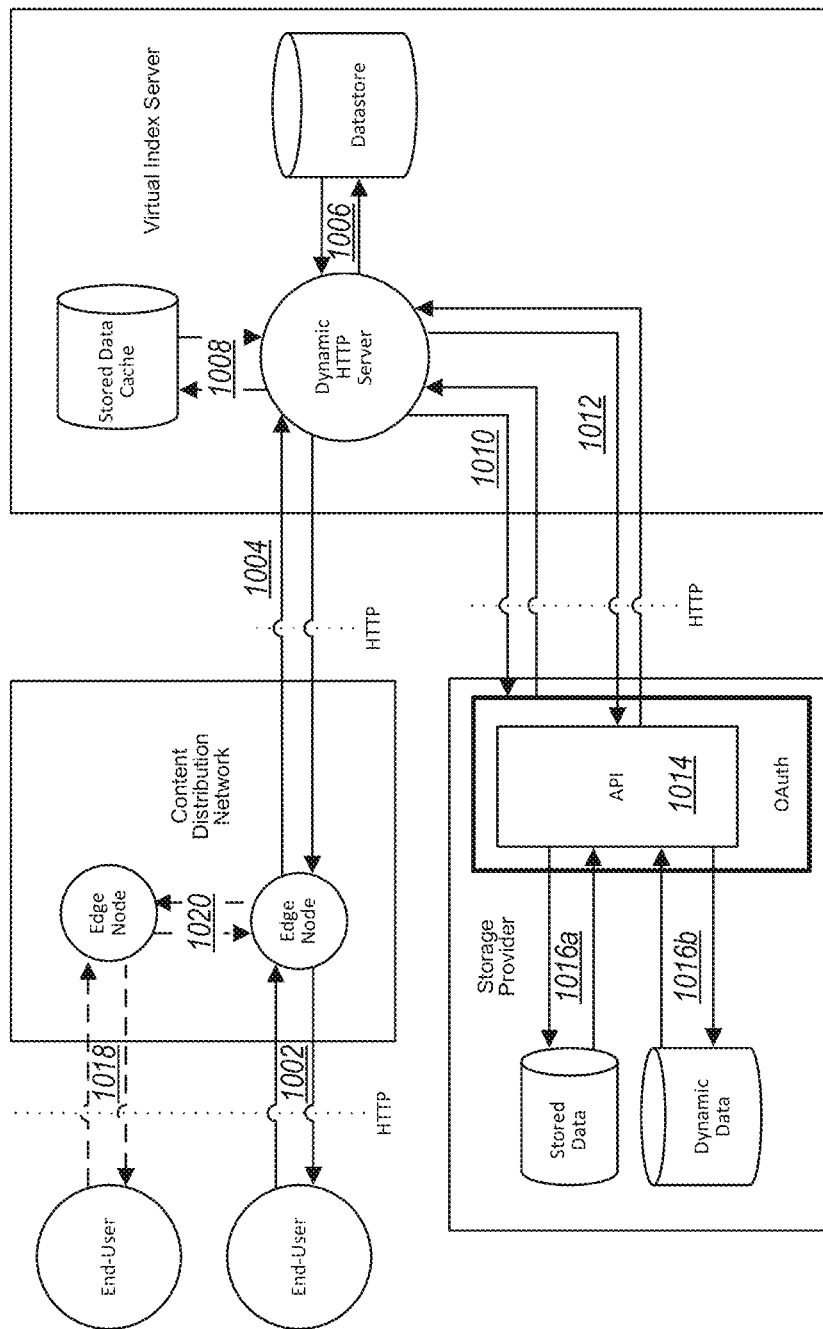 End-User
End-User
HTTP
1018
1002
Edge
Node
1020
Edge
Node
Content
Distribution
Network
HTTP
1004
Virtual Index Server
Stored Data
Cache
1008
Dynamic
HTTP
Server
1006
Datastore
1010
1012
HTTP
Storage
Provider
Stored
Data
Dynamic
Data
1016a
1016b
API
1014
OAuth